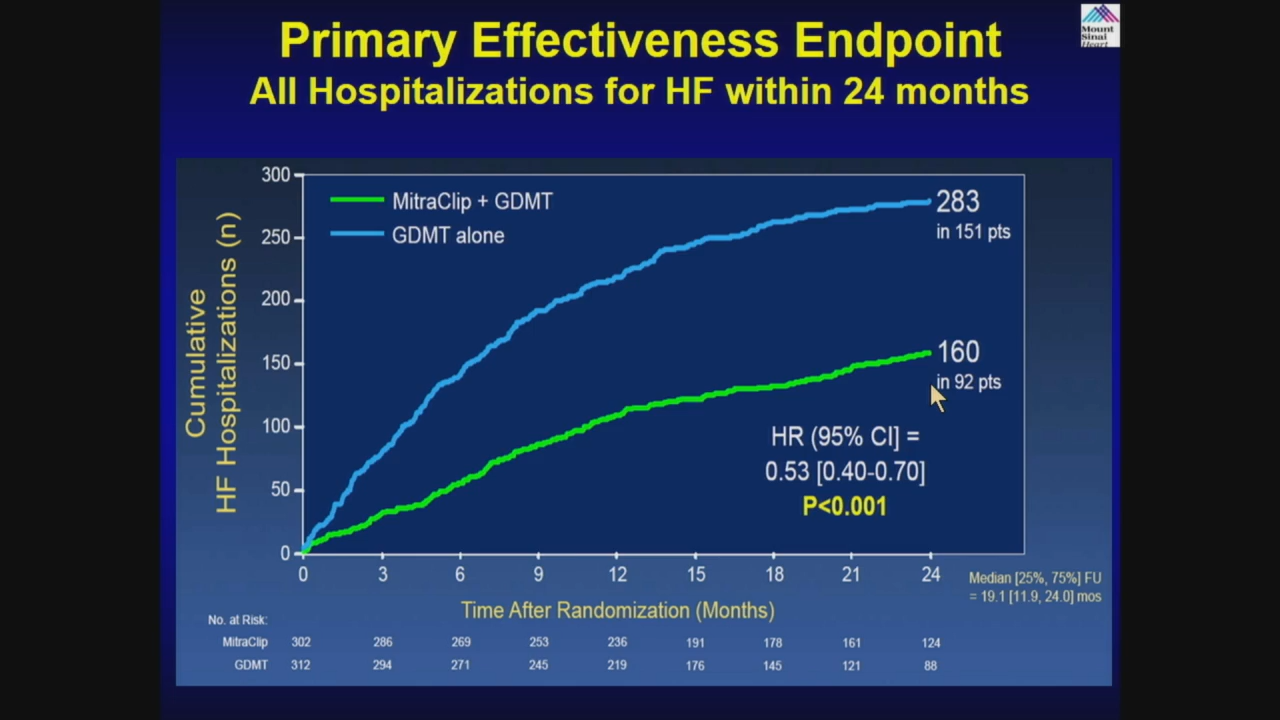 Primary Effectiveness Endpoint
All Hospitalizations for HF within 24 months
Mount
Sinai
Heart
300
250
200
150
100
50
0
Cumulative
HF Hospitalizations (n)
MitraClip + GDMT
GDMT alone
283
in 151 pts
160
in 92 pts
HR (95% CI] =
0.53 [0.40-0.70]
P<0.001
0 3 6 9 12 15 18 21 24
Time After Randomization (Months)
Median [25%, 75%] FU
= 19.1 [11.9, 24.0] mos
No. at Risk:
MitraClip 302 286 269 253 236 191 178 161 124
GDMT 312 294 271 245 219 176 145 121 88